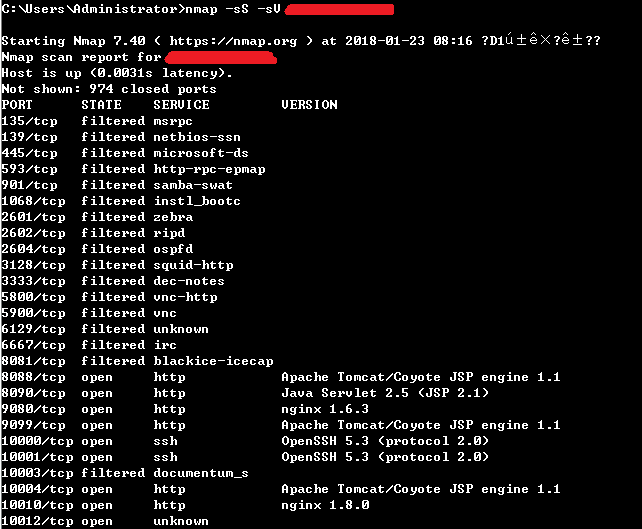 C:\Users\Administrator>nmap -sS -sV
Starting Nmap 7.40 ( https://nmap.org ) at 2018-01-23 08:16 ?D1ú±ê×?ê±??
Nmap scan report for
Host is up (0.0031s latency).
Not shown: 974 closed ports
PORT STATE SERVICE VERSION
135/tcp filtered msrpc
139/tcp filtered netbios-ssn
445/tcp filtered microsoft-ds
593/tcp filtered http-rpc-epmap
901/tcp filtered samba-swat
1068/tcp filtered instl_bootc
2601/tcp filtered zebra
2602/tcp filtered ripd
2604/tcp filtered ospfd
3128/tcp filtered squid-http
3333/tcp filtered dec-notes
5800/tcp filtered vnc-http
5900/tcp filtered vnc
6129/tcp filtered unknown
6667/tcp filtered irc
8081/tcp filtered blackice-icecap
8088/tcp open http Apache Tomcat/Coyote JSP engine 1.1
8090/tcp open http Java Servlet 2.5 (JSP 2.1)
9080/tcp open http nginx 1.6.3
9099/tcp open http Apache Tomcat/Coyote JSP engine 1.1
10000/tcp open ssh OpenSSH 5.3 (protocol 2.0)
10001/tcp open ssh OpenSSH 5.3 (protocol 2.0)
10003/tcp filtered documentum_s
10004/tcp open http Apache Tomcat/Coyote JSP engine 1.1
10010/tcp open http nginx 1.8.0
10012/tcp open unknown